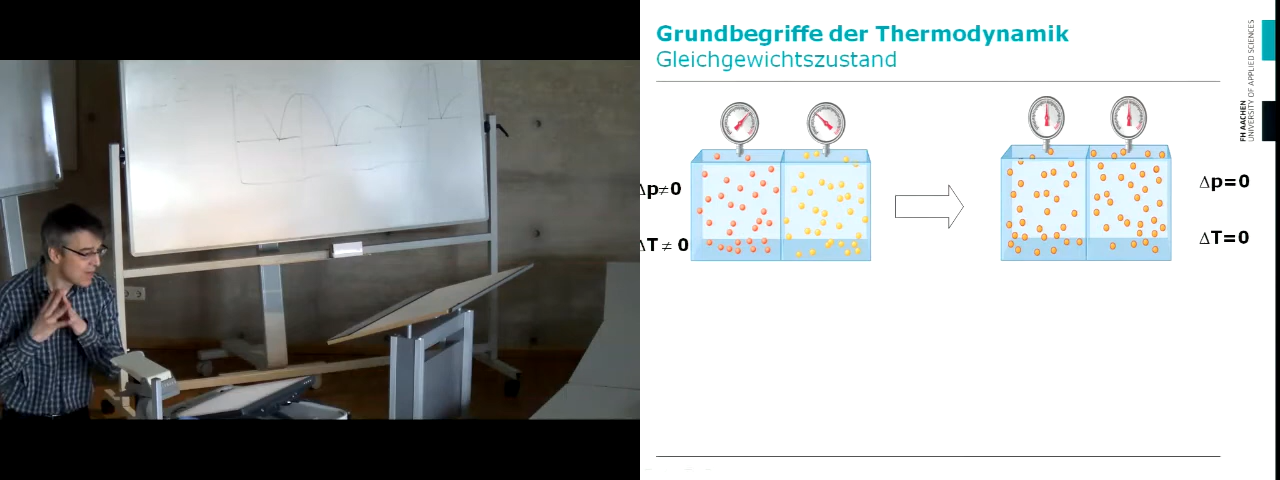 Grundbegriffe der Thermodynamik
Gleichgewichtszustand
Δp≠0
ΔT ≠ 0
Δp=0
ΔT=0
FH AACHEN
UNIVERSITY OF APPLIED SCIENCES